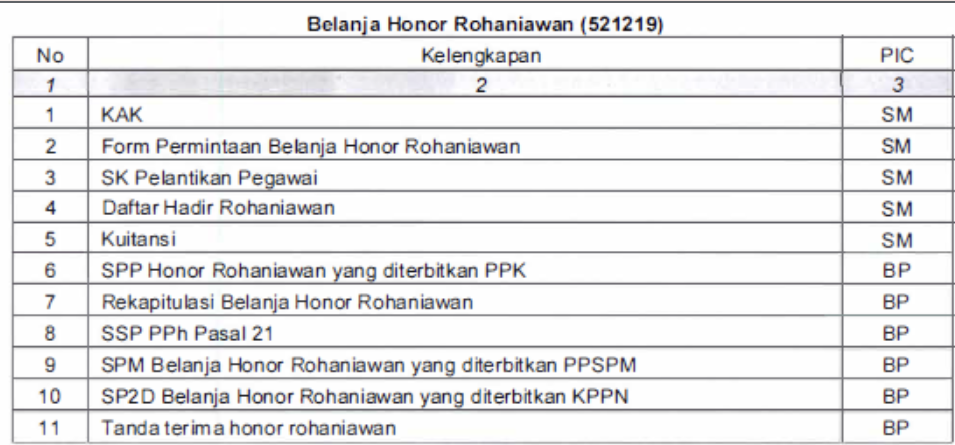 Belanja Honor Rohaniawan (521219)
No Kelengkapan PIC
1 2 3
1 KAK SM
2 Form Permintaan Belanja Honor Rohaniawan SM
3 SK Pelantikan Pegawai SM
4 Daftar Hadir Rohaniawan SM
5 Kuitansi SM
6 SPP Honor Rohaniawan yang diterbitkan PPK BP
7 Rekapitulasi Belanja Honor Rohaniawan BP
8 SSP PPh Pasal 21 BP
9 SPM Belanja Honor Rohaniawan yang diterbitkan PPSPM BP
10 SP2D Belanja Honor Rohaniawan yang diterbitkan KPPN BP
11 Tanda terima honor rohaniawan BP